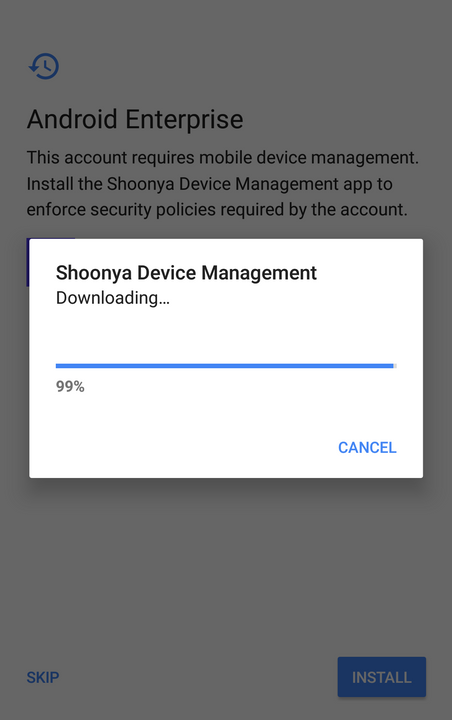 Android Enterprise
This account requires mobile device management.
Install the Shoonya Device Management app to
enforce security policies required by the account.
Shoonya Device Management
Downloading...
99%
CANCEL
SKIP
INSTALL